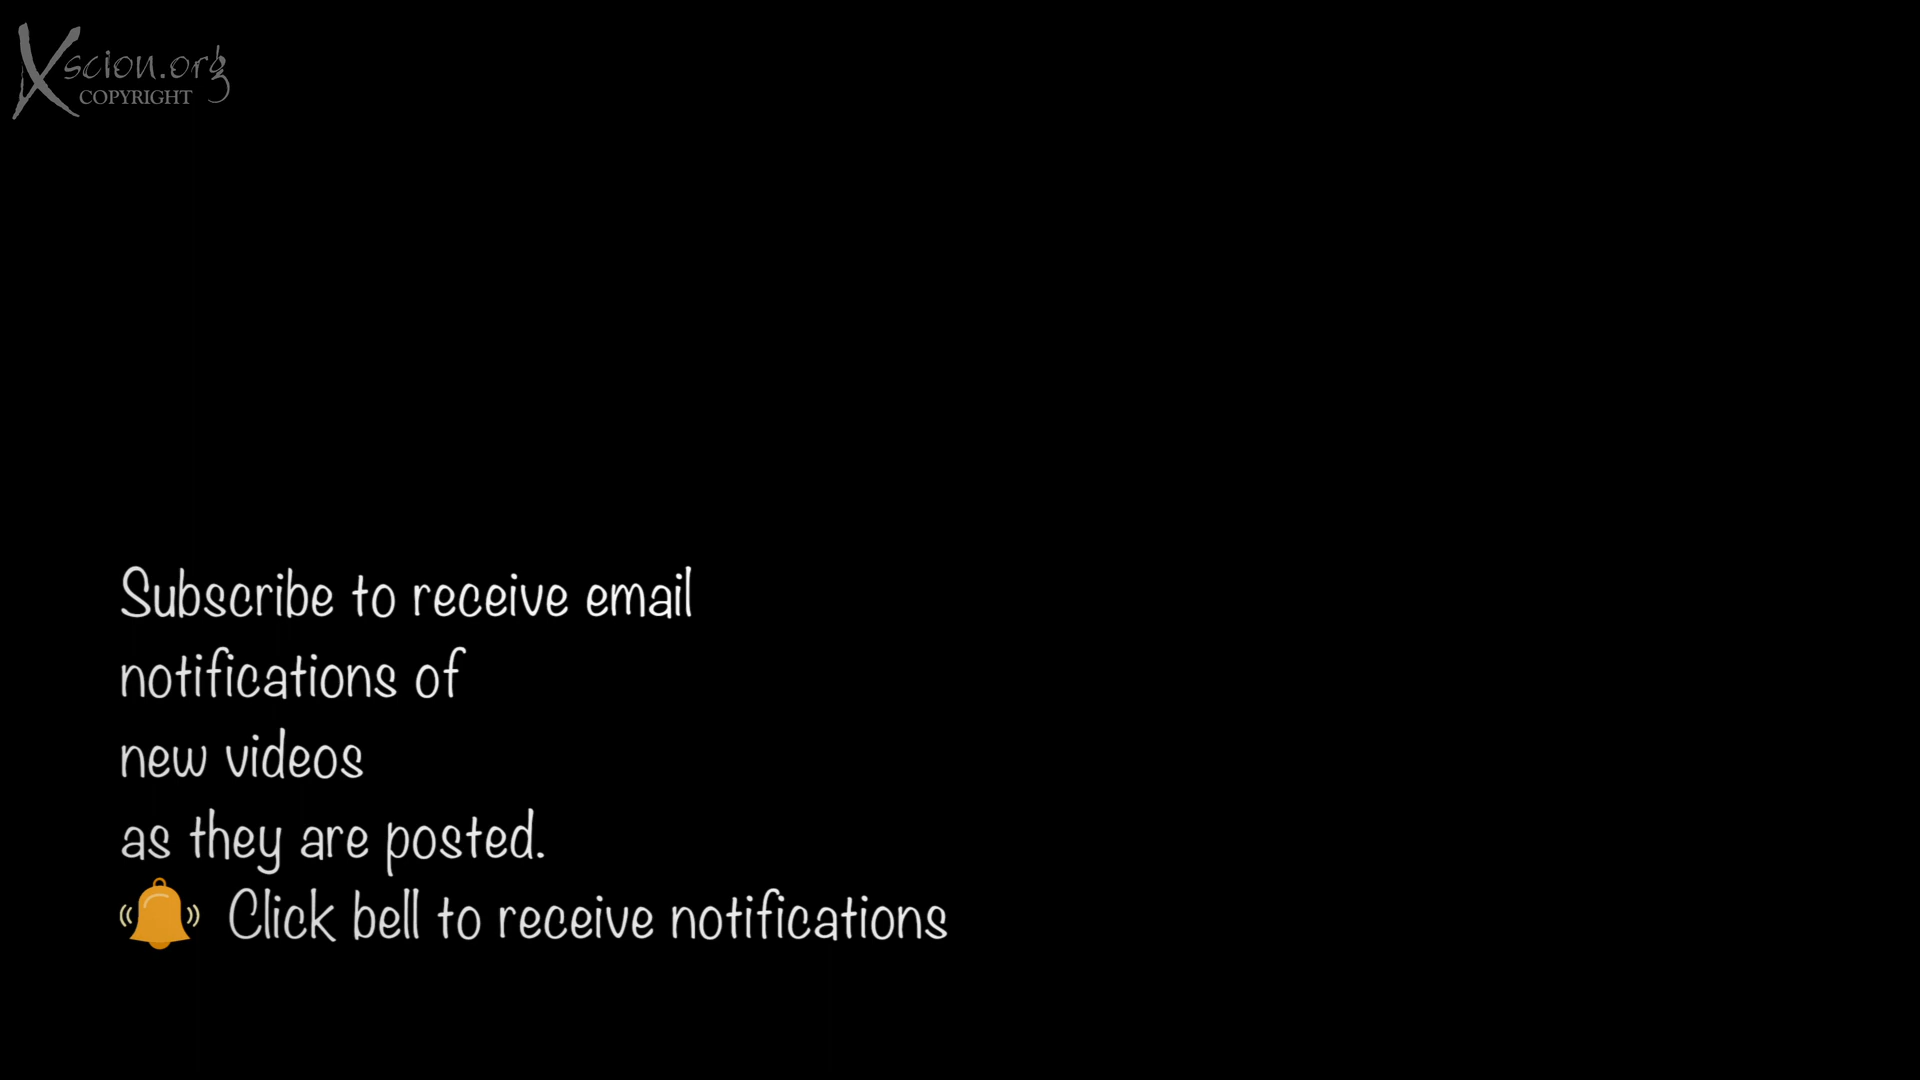 Xscion.org
COPYRIGHT
Subscribe to receive email
notifications of
new videos
as they are posted.
Click bell to receive notifications